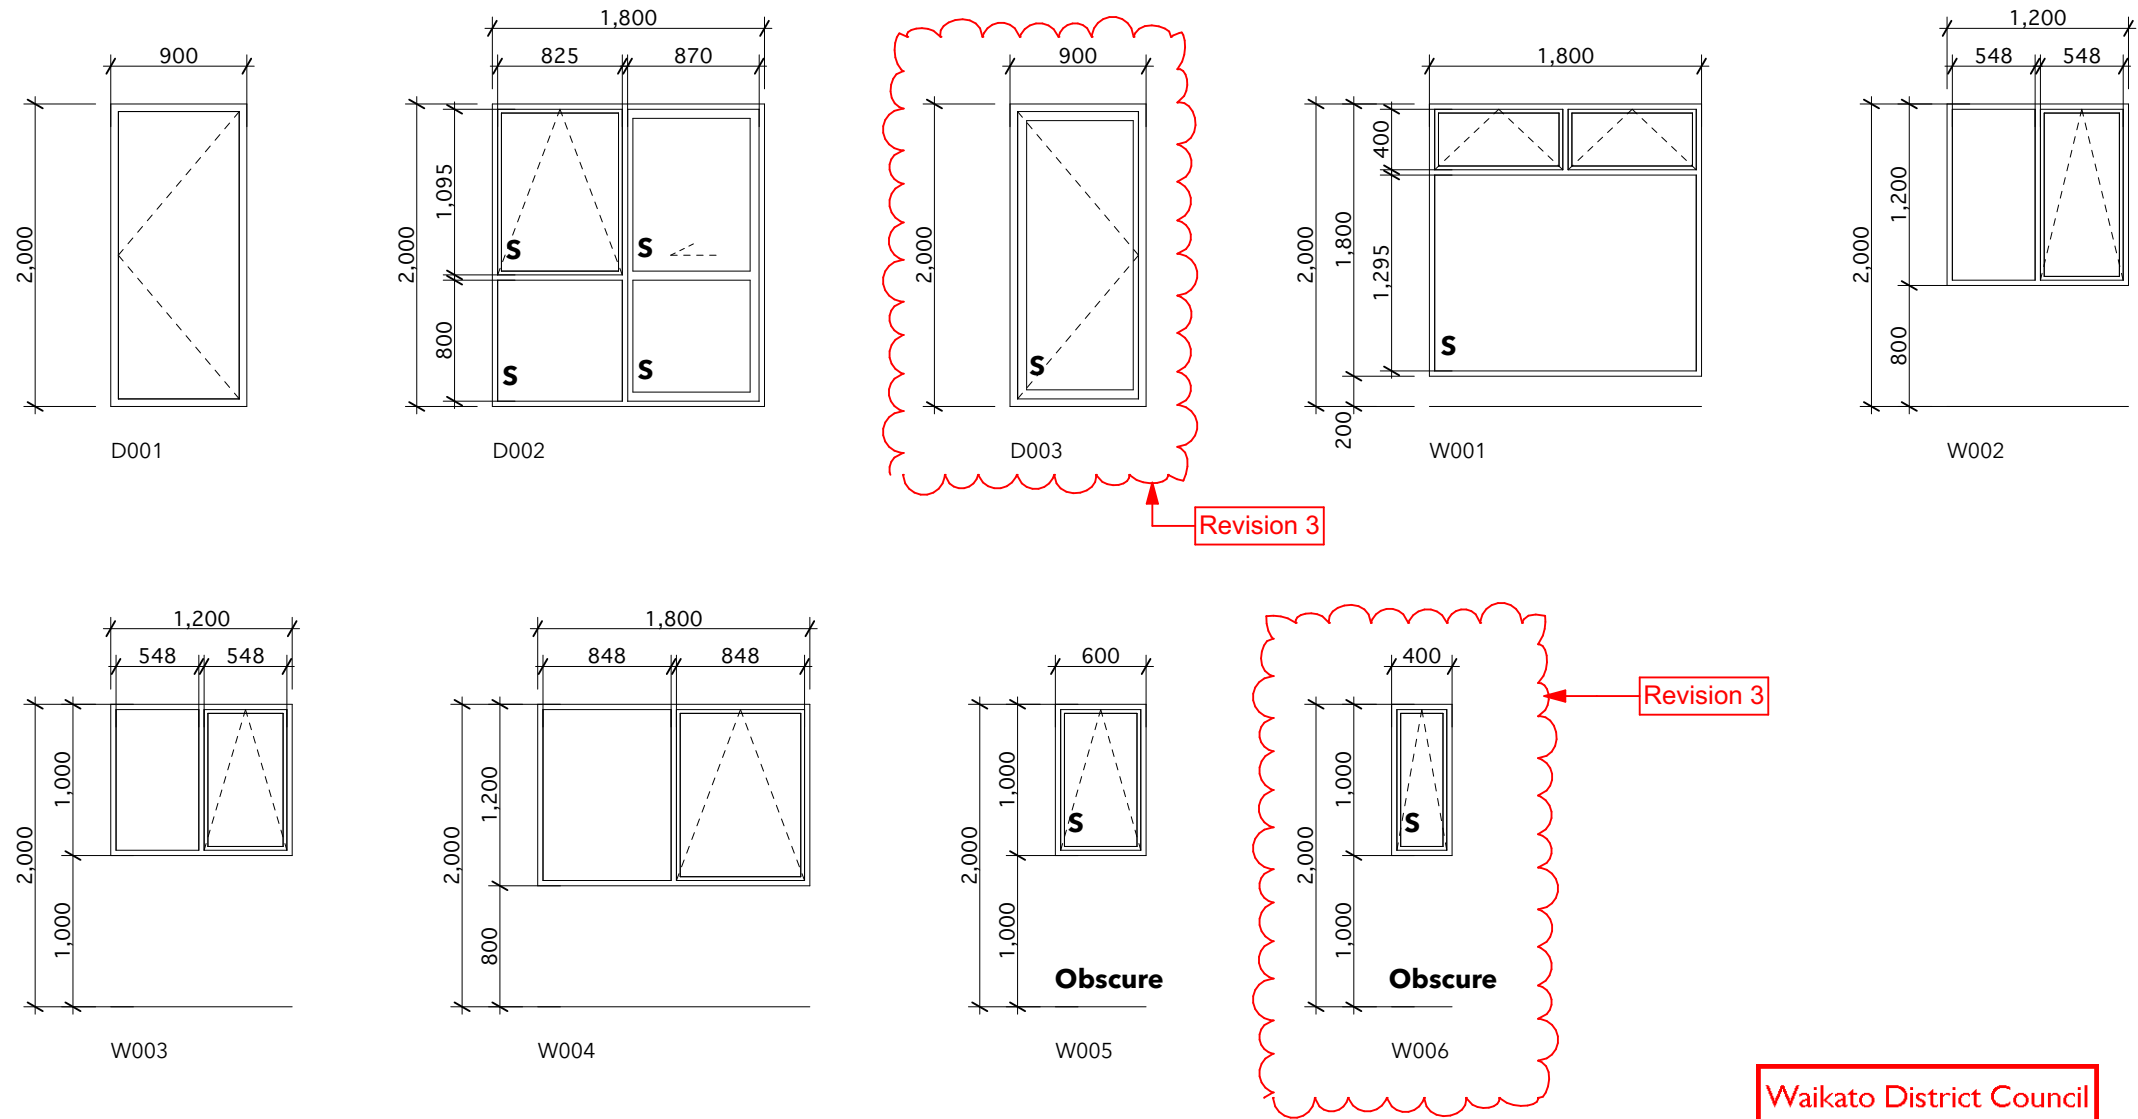 1,800
900
825
870
2,000
2,000
1,095
800
S
S
S
S
D001
D002
900
2,000
S
D003
Revision 3
1,800
2,000
1,800
400
1,295
200
S
W001
1,200
548
548
2,000
1,200
800
W002
1,200
548
548
2,000
1,000
1,000
W003
1,800
848
848
2,000
1,200
800
W004
600
2,000
1,000
1,000
S
Obscure
W005
400
2,000
1,000
1,000
S
Obscure
W006
Revision 3
Waikato District Council